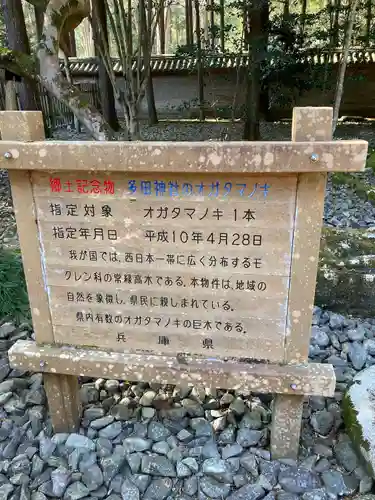 郷土記念物 多田神社のオガタマノキ
指定対象 オガタマノキ 1本
指定年月日 平成10年4月28日
我が国では、西日本一帯に広く分布するモ
クレン科の常緑高木である。本物件は、地域の
自然を象徴し、県民に親しまれている。
県内有数のオガタマノキの巨木である。
兵庫県